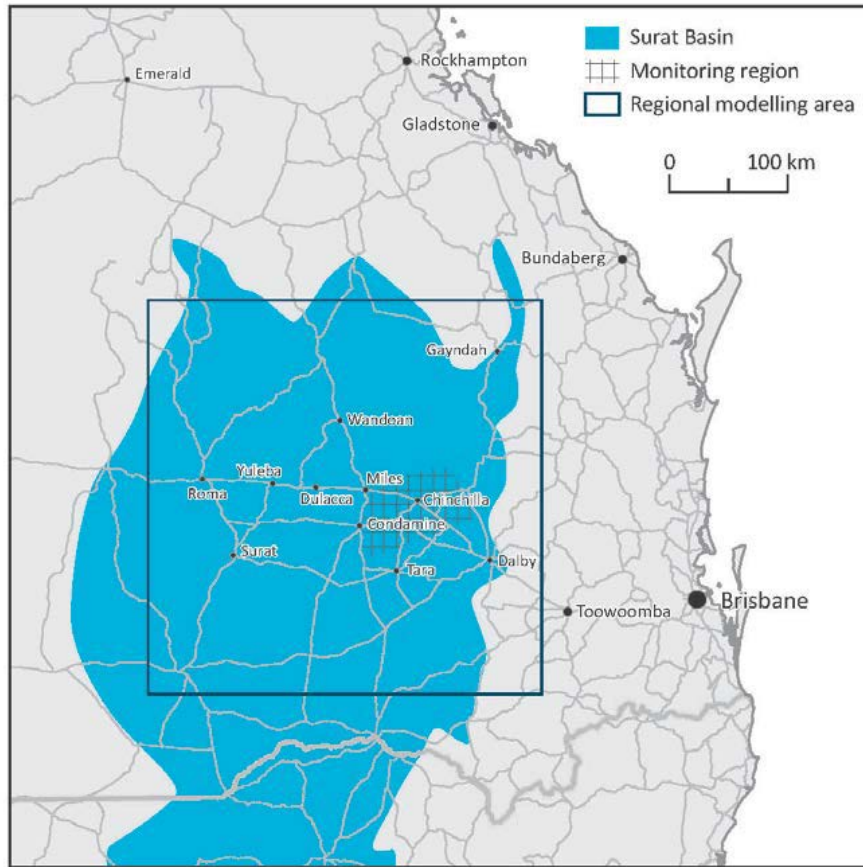 Surat Basin
Rockhampton
Emerald
Monitoring region
Regional modelling area
Gladstone
0 100 km
Bundaberg
Gayndah
Wandoan
Yuleba
Miles
Roma
Dulacca
Chinchilla
Condamine
Surat
Dalby
Tara
Brisbane
Toowoomba